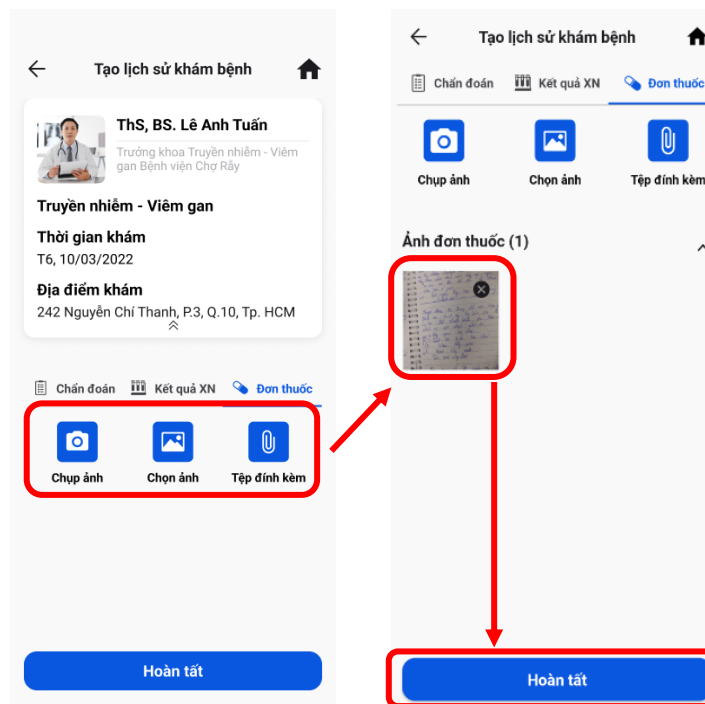 Tạo lịch sử khám bệnh
ThS, BS. Lê Anh Tuấn
Trưởng khoa Truyền nhiễm - Viêm
gan Bệnh viện Chợ Rẫy
Truyền nhiễm - Viêm gan
Thời gian khám
T6, 10/03/2022
Địa điểm khám
242 Nguyễn Chí Thanh, P.3, Q.10, Tp. HCM
Chẩn đoán Kết quả XN Đơn thuốc
Chụp ảnh Chọn ảnh Tệp đính kèm
Hoàn tất
Tạo lịch sử khám bệnh
Chẩn đoán Kết quả XN Đơn thuốc
Chụp ảnh Chọn ảnh Tệp đính kèm
Ảnh đơn thuốc (1)
Hoàn tất